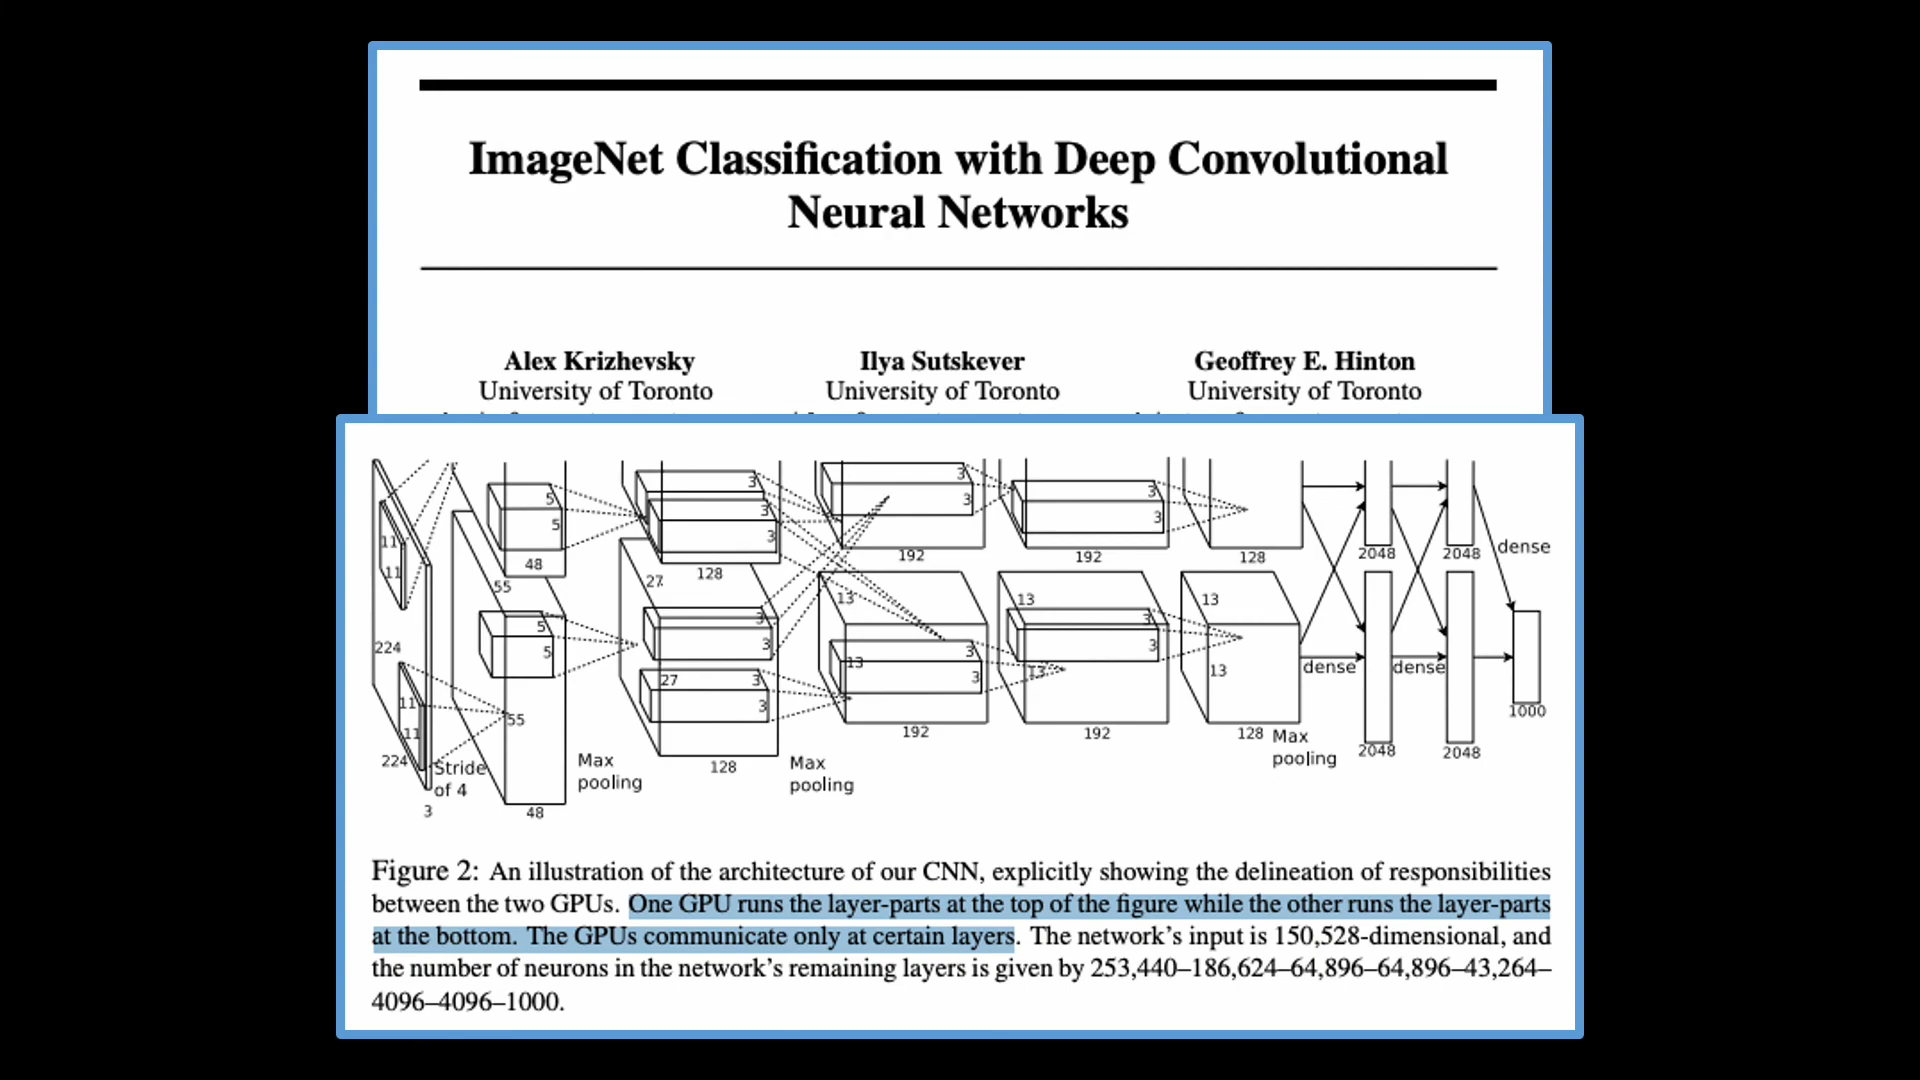 ImageNet Classification with Deep Convolutional
Neural Networks
Alex Krizhevsky
University of Toronto
Ilya Sutskever
University of Toronto
Geoffrey E. Hinton
University of Toronto
11
11
224
11
11
224
3
Stride
of 4
5
5
48
55
5
5
55
48
Max
pooling
3
3
3
128
27
3
3
27
3
3
128
Max
pooling
3
3
192
13
13
3
3
192
3
3
192
13
3
3
13
192
128
13
13
128
Max
pooling
2048
2048
dense
dense
dense
2048
2048
1000
Figure 2: An illustration of the architecture of our CNN, explicitly showing the delineation of responsibilities
between the two GPUs. One GPU runs the layer-parts at the top of the figure while the other runs the layer-parts
at the bottom. The GPUs communicate only at certain layers. The network's input is 150,528-dimensional, and
the number of neurons in the network's remaining layers is given by 253,440–186,624–64,896–64,896–43,264–
4096–4096–1000.